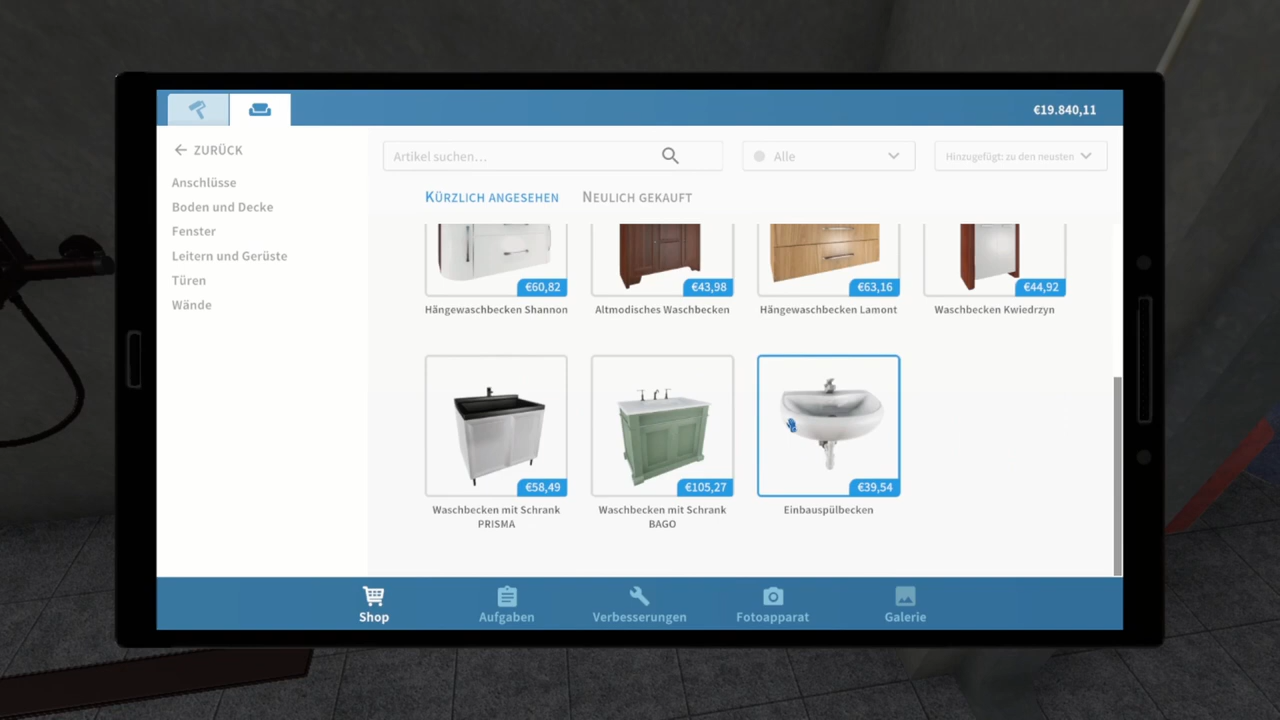 €19.840,11
ZURÜCK
Anschlüsse
Boden und Decke
Fenster
Leitern und Gerüste
Türen
Wände
Artikel suchen...
Alle
Hinzugefügt: zu den neusten
KÜRZLICH ANGESEHEN
NEULICH GEKAUFT
€60,82
€43,98
€63,16
€44,92
Hängewaschbecken Shannon
Altmodisches Waschbecken
Hängewaschbecken Lamont
Waschbecken Kwiedrzyn
€58,49
€105,27
€39,54
Waschbecken mit Schrank
PRISMA
Waschbecken mit Schrank
BAGO
Einbauspülbecken
Shop
Aufgaben
Verbesserungen
Fotoapparat
Galerie